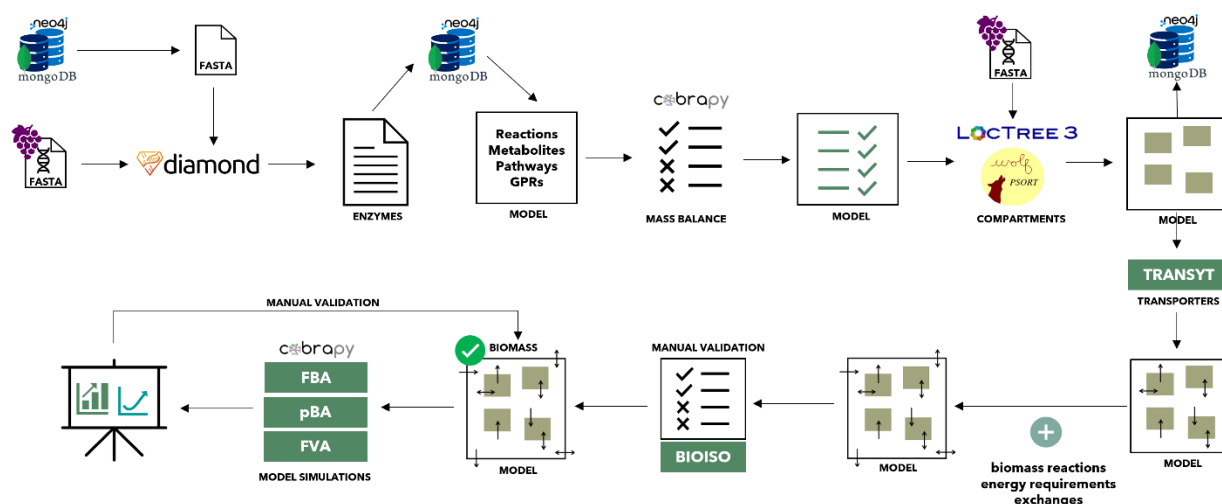 neo4j
mongoDB
FASTA
neo4j
mongoDB
FASTA
neo4j
mongoDB
FASTA
diamond
ENZYMES
Reactions
Metabolites
Pathways
GPRs
MODEL
cobrapy
MASS BALANCE
MODEL
LOCTREE 3
wolf
PSORT
COMPARTMENTS
MODEL
TRANSYT
TRANSPORTERS
MANUAL VALIDATION
cobrapy
FBA
pBA
FVA
MODEL SIMULATIONS
BIOMASS
MODEL
MANUAL VALIDATION
BIOISO
MODEL
biomass reactions
energy requirements
exchanges
MODEL